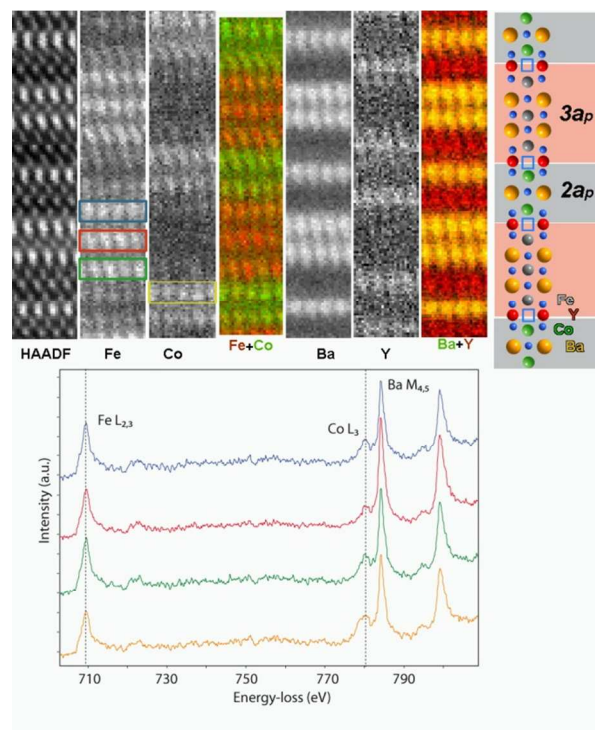 3aₚ
2aₚ
Fe
Y
Co
Ba
HAADF Fe Co Fe+Co Ba Y Ba+Y
Ba M₄,₅
Fe L₂,₃
Co L₃
Intensity (a.u.)
710 730 750 770 790
Energy-loss (eV)